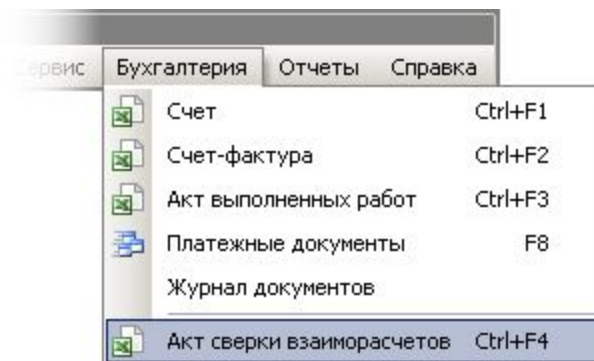 Сервис Бухгалтерия Отчеты Справка
Счет Ctrl+F1
Счет-фактура Ctrl+F2
Акт выполненных работ Ctrl+F3
Платежные документы F8
Журнал документов
Акт сверки взаиморасчетов Ctrl+F4